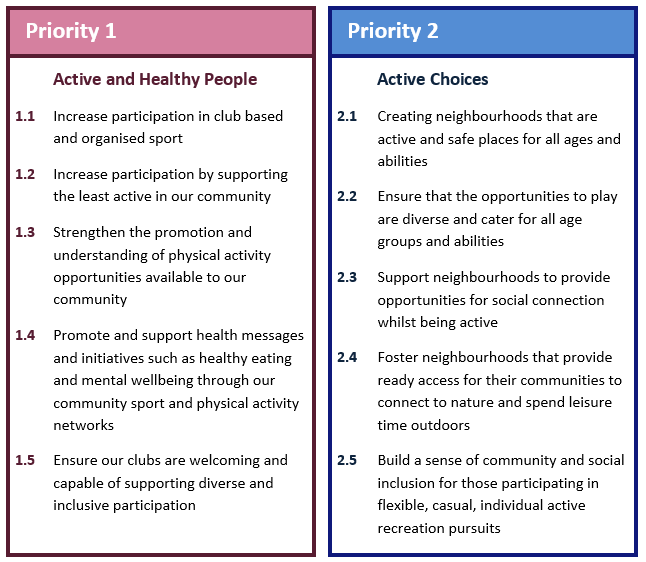 Priority 1
Active and Healthy People
1.1 Increase participation in club based
and organised sport
1.2 Increase participation by supporting
the least active in our community
1.3 Strengthen the promotion and
understanding of physical activity
opportunities available to our
community
1.4 Promote and support health messages
and initiatives such as healthy eating
and mental wellbeing through our
community sport and physical activity
networks
1.5 Ensure our clubs are welcoming and
capable of supporting diverse and
inclusive participation
Priority 2
Active Choices
2.1 Creating neighbourhoods that are
active and safe places for all ages and
abilities
2.2 Ensure that the opportunities to play
are diverse and cater for all age
groups and abilities
2.3 Support neighbourhoods to provide
opportunities for social connection
whilst being active
2.4 Foster neighbourhoods that provide
ready access for their communities to
connect to nature and spend leisure
time outdoors
2.5 Build a sense of community and social
inclusion for those participating in
flexible, casual, individual active
recreation pursuits